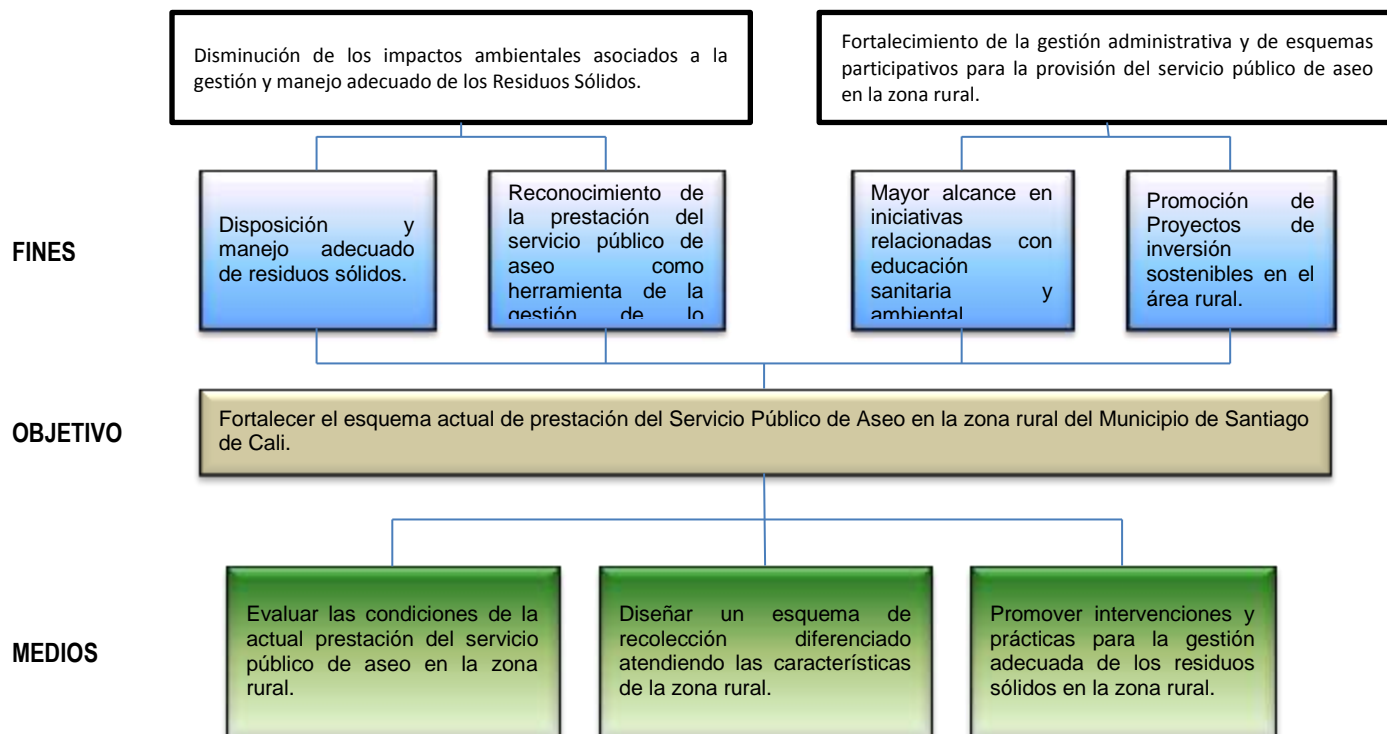 Disminución de los impactos ambientales asociados a la
gestión y manejo adecuado de los Residuos Sólidos.
Fortalecimiento de la gestión administrativa y de esquemas
participativos para la provisión del servicio público de aseo
en la zona rural.
FINES
Disposición y
manejo adecuado
de residuos sólidos.
Reconocimiento de
la prestación del
servicio público de
aseo como
herramienta de la
gestión de lo
Mayor alcance en
iniciativas
relacionadas con
educación
sanitaria y
ambiental
Promoción de
Proyectos de
inversión
sostenibles en el
área rural.
OBJETIVO
Fortalecer el esquema actual de prestación del Servicio Público de Aseo en la zona rural del Municipio de Santiago
de Cali.
MEDIOS
Evaluar las condiciones de la
actual prestación del servicio
público de aseo en la zona
rural.
Diseñar un esquema de
recolección diferenciado
atendiendo las características
de la zona rural.
Promover intervenciones y
prácticas para la gestión
adecuada de los residuos
sólidos en la zona rural.